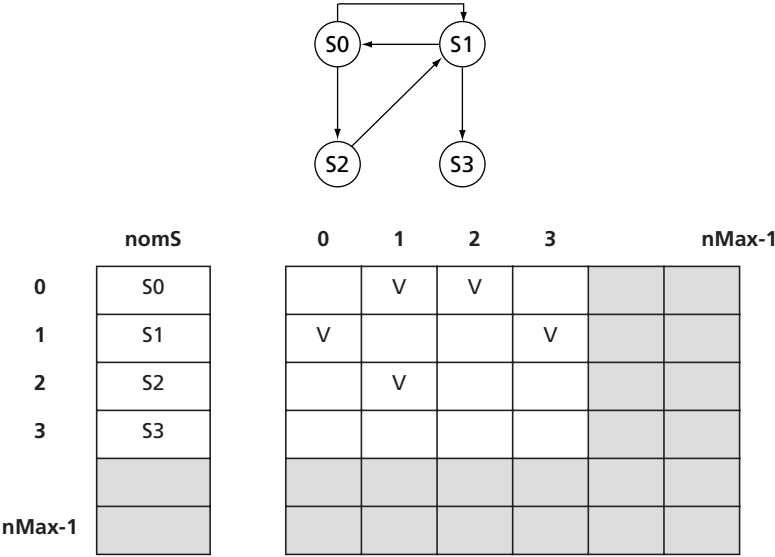 S0 S1
S2 S3
nomS 0 1 2 3 nMax-1
0 S0 V V
1 S1 V V
2 S2 V
3 S3
nMax-1